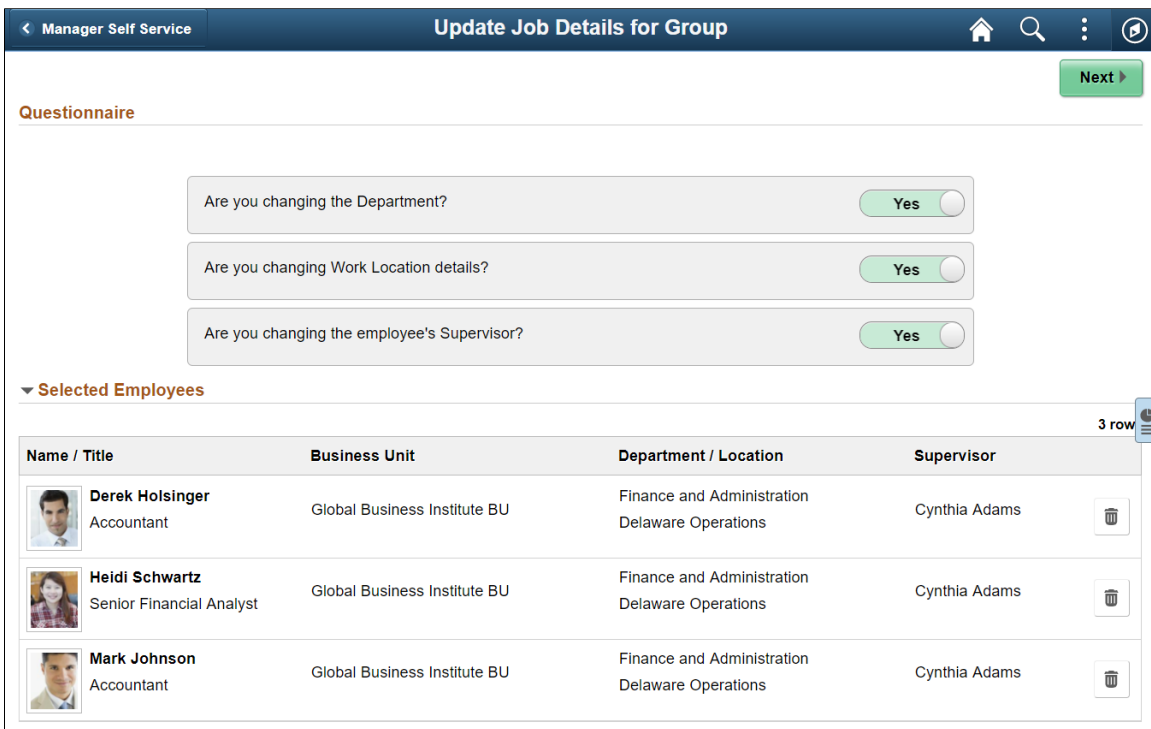 Manager Self Service
Update Job Details for Group
Next
Questionnaire
Are you changing the Department?
Yes
Are you changing Work Location details?
Yes
Are you changing the employee's Supervisor?
Yes
Selected Employees
3 row
Name / Title Business Unit Department / Location Supervisor
Derek Holsinger
Accountant
Global Business Institute BU
Finance and Administration
Delaware Operations
Cynthia Adams
Heidi Schwartz
Senior Financial Analyst
Global Business Institute BU
Finance and Administration
Delaware Operations
Cynthia Adams
Mark Johnson
Accountant
Global Business Institute BU
Finance and Administration
Delaware Operations
Cynthia Adams